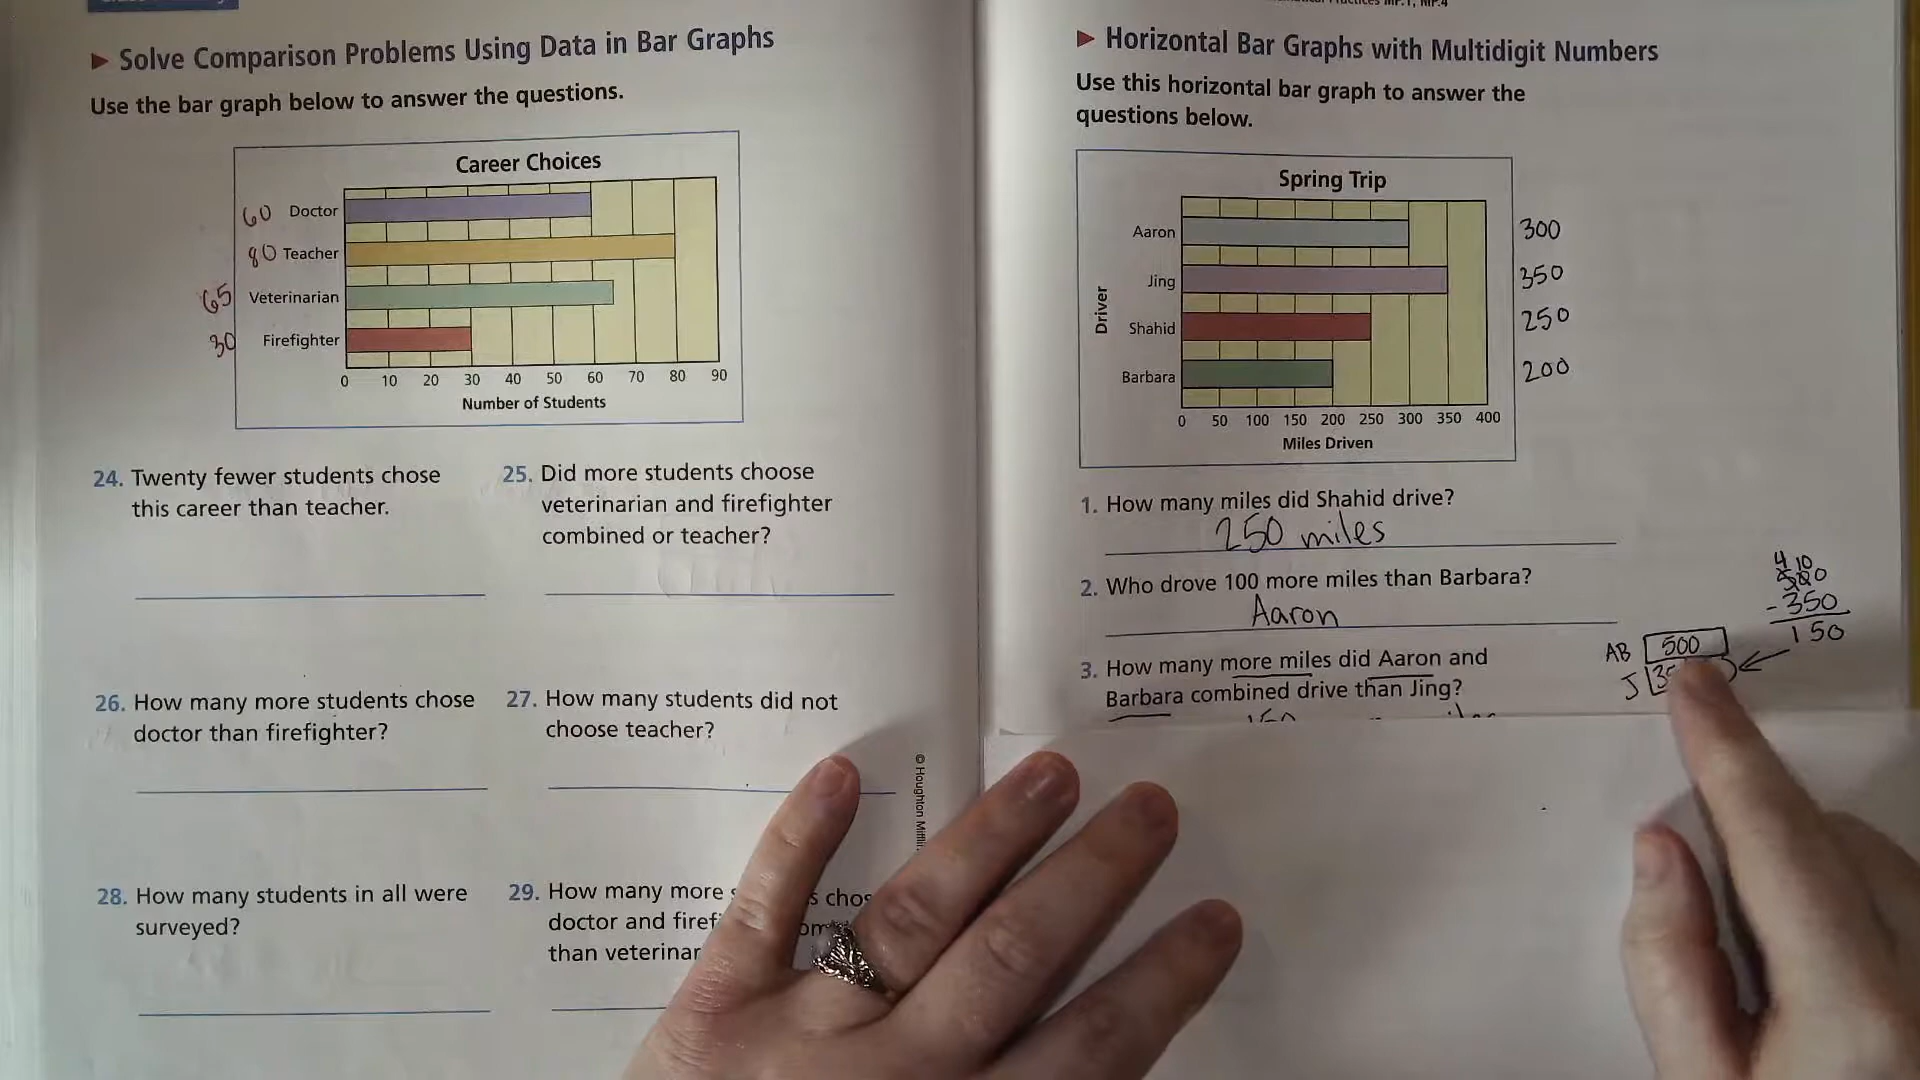 ▶ Solve Comparison Problems Using Data in Bar Graphs
Use the bar graph below to answer the questions.
Career Choices
60 Doctor
80 Teacher
65 Veterinarian
30 Firefighter
0 10 20 30 40 50 60 70 80 90
Number of Students
24. Twenty fewer students chose
this career than teacher.
25. Did more students choose
veterinarian and firefighter
combined or teacher?
26. How many more students chose
doctor than firefighter?
27. How many students did not
choose teacher?
28. How many students in all were
surveyed?
29. How many more
doctor and
than
© Houghton
MP.1, MP.4
▶ Horizontal Bar Graphs with Multidigit Numbers
Use this horizontal bar graph to answer the
questions below.
Spring Trip
Driver
Aaron 300
Jing 350
Shahid 250
Barbara 200
0 50 100 150 200 250 300 350 400
Miles Driven
1. How many miles did Shahid drive?
250 miles
2. Who drove 100 more miles than Barbara?
Aaron
3. How many more miles did Aaron and
Barbara combined drive than Jing?
4 10
500
- 350
150
AB 500
J